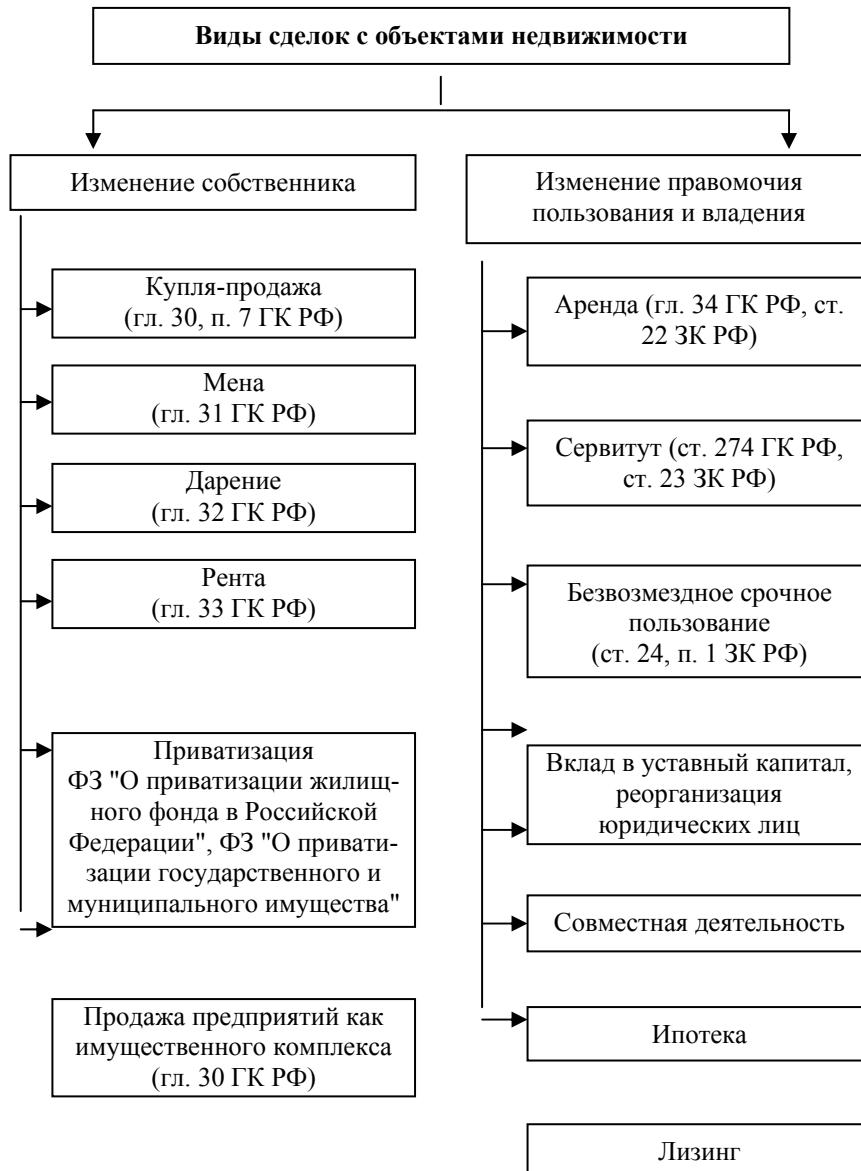 Виды сделок с объектами недвижимости
Изменение собственника
Купля-продажа
(гл. 30, п. 7 ГК РФ)
Мена
(гл. 31 ГК РФ)
Дарение
(гл. 32 ГК РФ)
Рента
(гл. 33 ГК РФ)
Приватизация
ФЗ "О приватизации жилищ-
ного фонда в Российской
Федерации", ФЗ "О привати-
зации государственного и
муниципального имущества"
Продажа предприятий как
имущественного комплекса
(гл. 30 ГК РФ)
Изменение правомочия
пользования и владения
Аренда (гл. 34 ГК РФ, ст.
22 ЗК РФ)
Сервитут (ст. 274 ГК РФ,
ст. 23 ЗК РФ)
Безвозмездное срочное
пользование
(ст. 24, п. 1 ЗК РФ)
Вклад в уставный капитал,
реорганизация
юридических лиц
Совместная деятельность
Ипотека
Лизинг